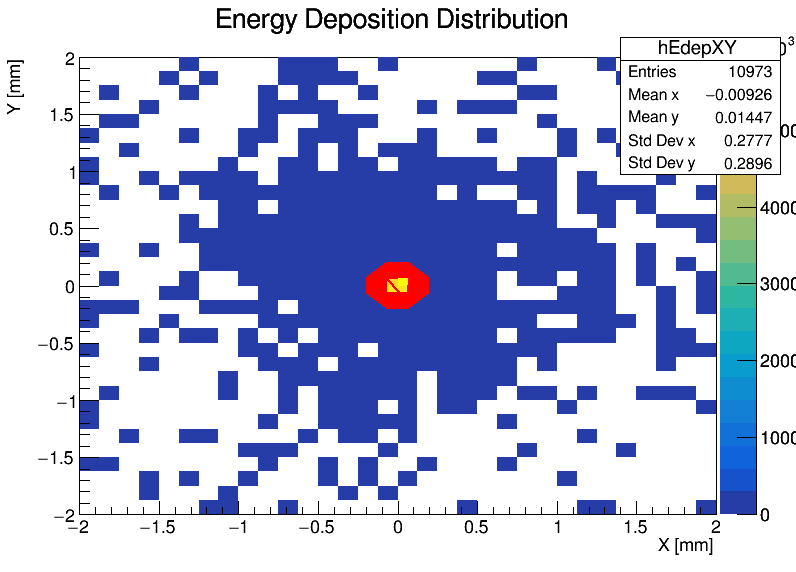 Energy Deposition Distribution
hEdepXY
Entries 10973
Mean x −0.00926
Mean y 0.01447
Std Dev x 0.2777
Std Dev y 0.2896
Y [mm]
2
1.5
1
0.5
0
−0.5
−1
−1.5
−2
−2 −1.5 −1 −0.5 0 0.5 1 1.5 2
X [mm]
4000
3000
2000
1000
0